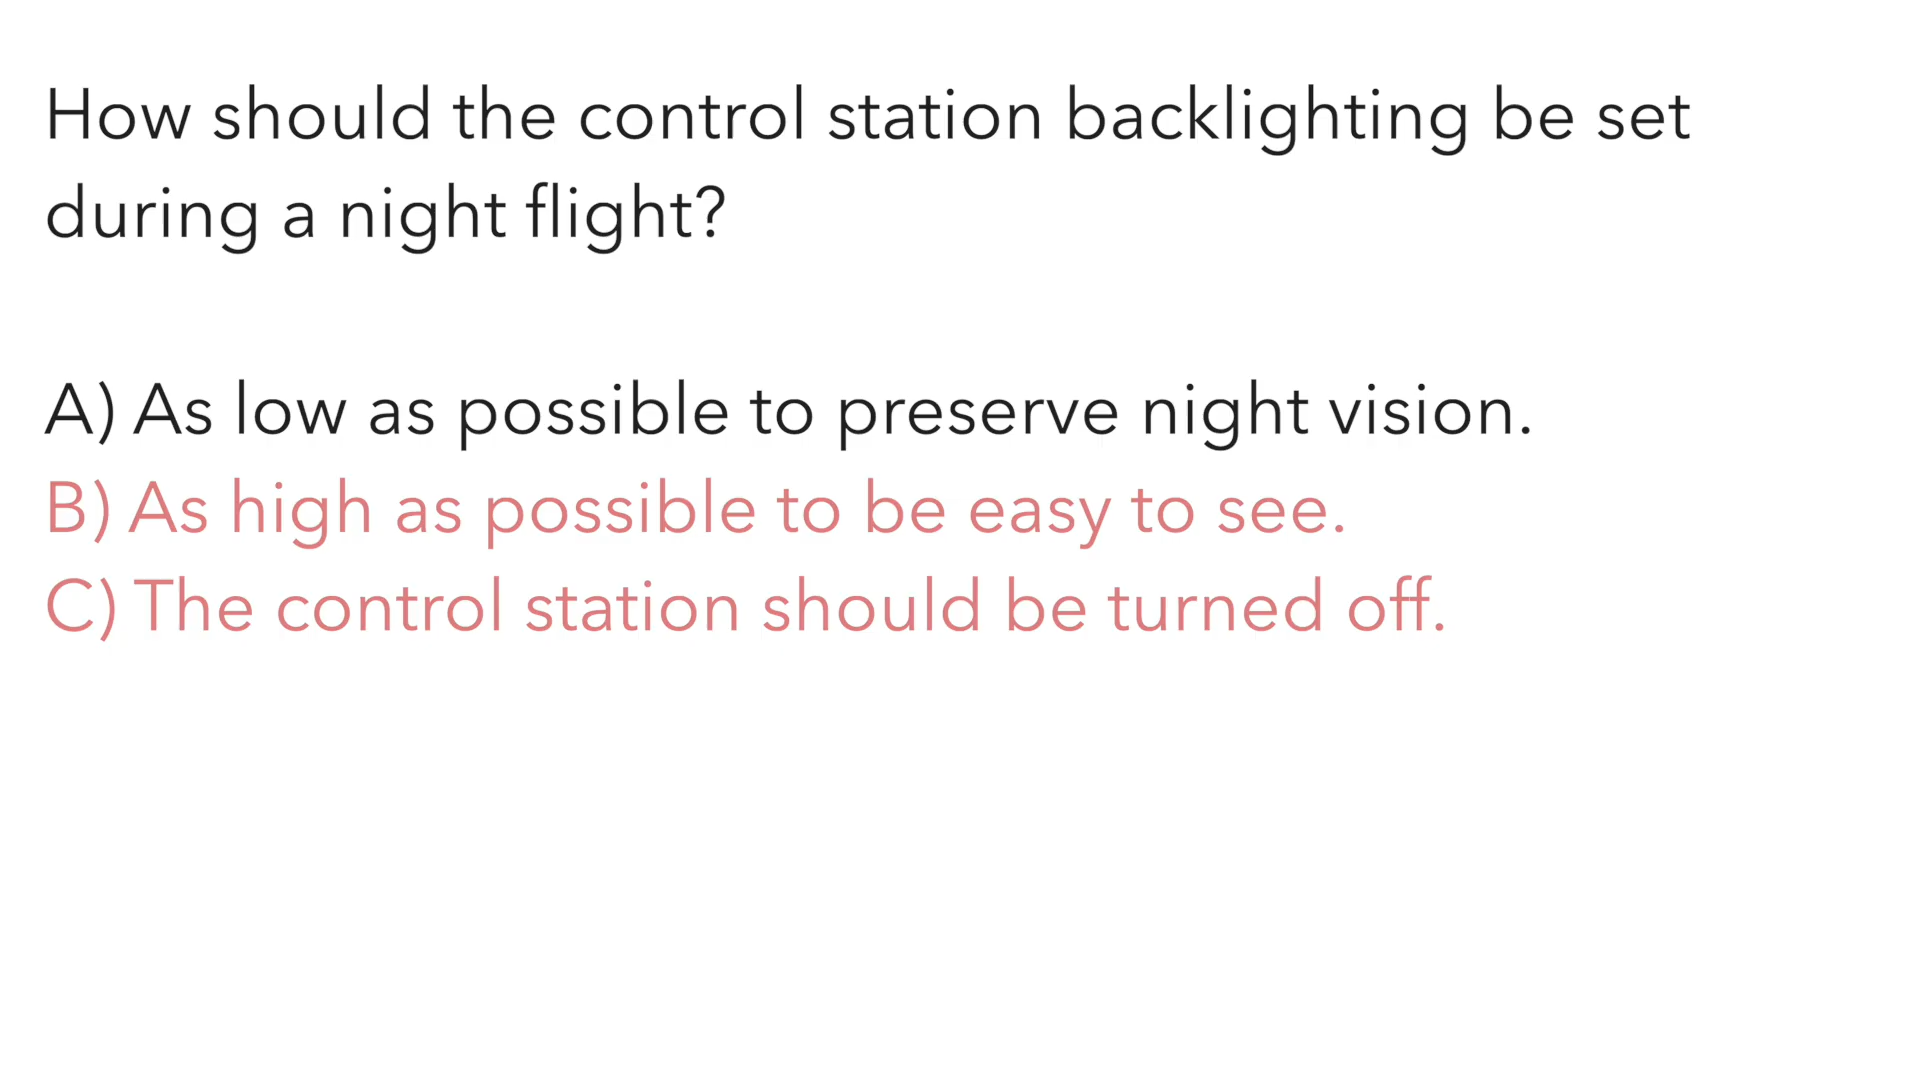 How should the control station backlighting be set
during a night flight?
A) As low as possible to preserve night vision.
B) As high as possible to be easy to see.
C) The control station should be turned off.